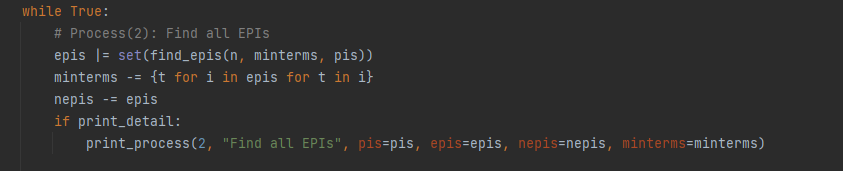 while True:
    # Process(2): Find all EPIs
    epis |= set(find_epis(n, minterms, pis))
    minterms -= {t for i in epis for t in i}
    nepis -= epis
    if print_detail:
        print_process(2, "Find all EPIs", pis=pis, epis=epis, nepis=nepis, minterms=minterms)